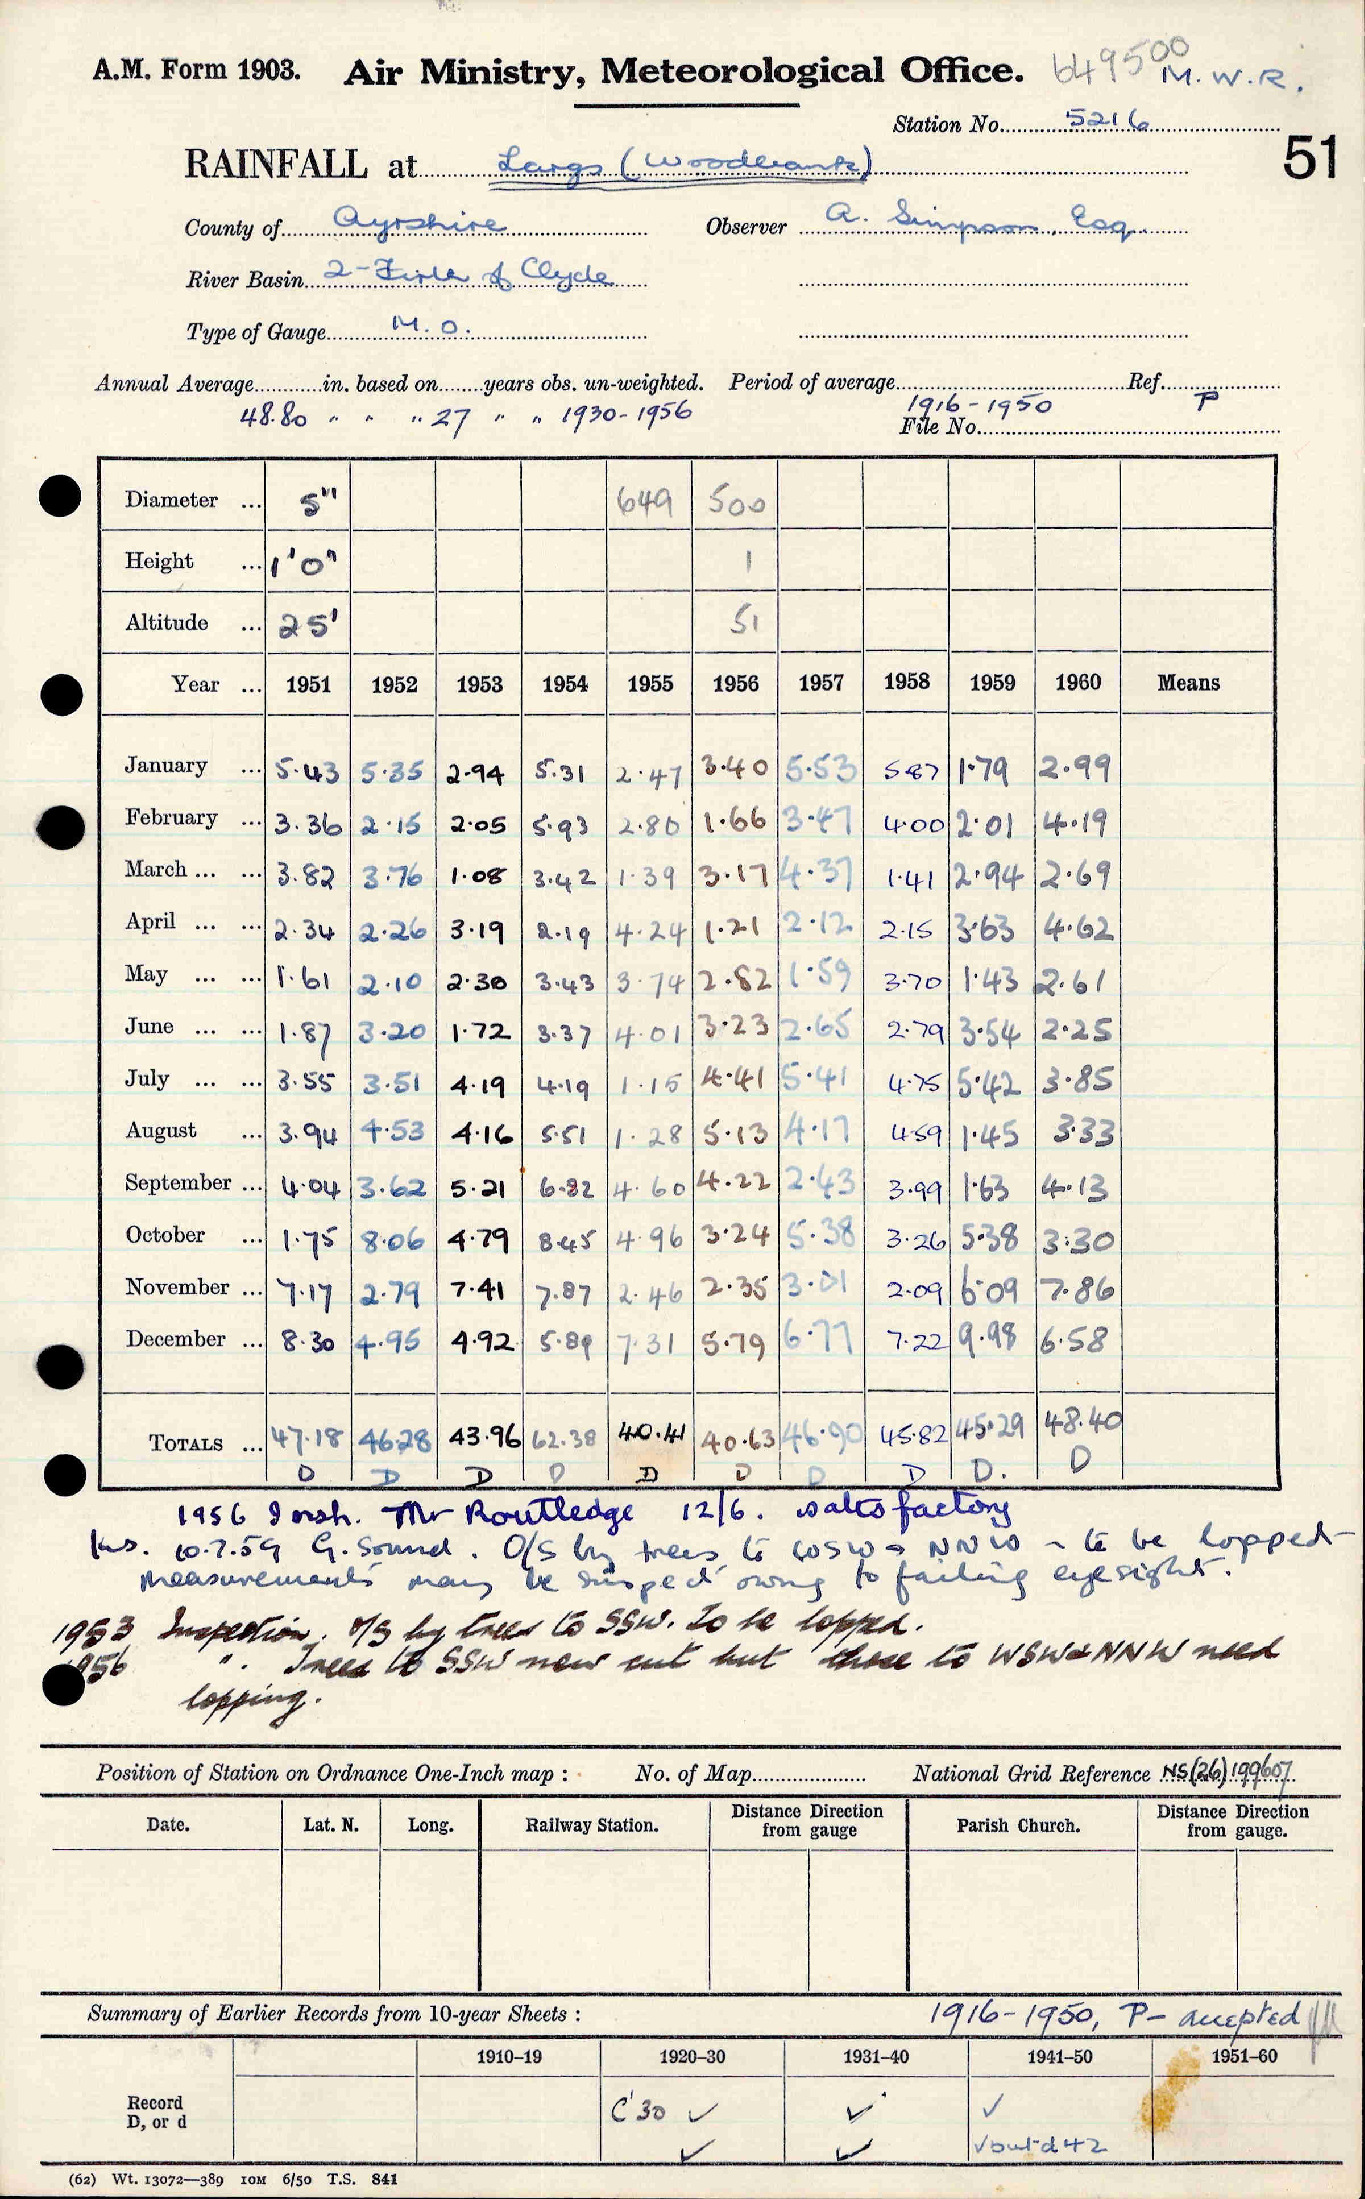 A.M. Form 1903. Air Ministry, Meteorological Office. 649500
M. W. R.
Station No. 5216
51
RAINFALL at Largs (Woodbank)
County of Ayrshire Observer A. Simpson, Esq.
River Basin 2 - Firth of Clyde
Type of Gauge M.O.
Annual Average in. based on years obs. un-weighted. Period of average Ref.
48.80 " " " 27 " " 1930-1956 1916-1950 P
File No.
Diameter ... 5" 649 500
Height ... 1'0" 1
Altitude ... 25' 51
Year ... 1951 1952 1953 1954 1955 1956 1957 1958 1959 1960 Means
January ... 5.43 5.35 2.94 5.31 2.47 3.40 5.53 5.87 1.79 2.99
February ... 3.36 2.15 2.05 5.93 2.80 1.66 3.47 4.00 2.01 4.19
March ... ... 3.82 3.76 1.08 3.42 1.39 3.17 4.37 1.41 2.94 2.69
April ... ... 2.34 2.26 3.19 2.19 4.24 1.21 2.12 2.15 3.63 4.62
May ... ... 1.61 2.10 2.30 3.43 3.74 2.82 1.59 3.70 1.43 2.61
June ... ... 1.87 3.20 1.72 3.37 4.01 3.23 2.65 2.79 3.54 2.25
July ... ... 3.55 3.51 4.19 4.19 1.15 4.41 5.41 4.75 5.42 3.85
August ... 3.94 4.53 4.16 5.51 1.28 5.13 4.17 4.59 1.45 3.33
September ... 4.04 3.62 5.21 6.82 4.60 4.22 2.43 3.99 1.63 4.13
October ... 1.75 8.06 4.79 8.45 4.96 3.24 5.38 3.26 5.38 3.30
November ... 7.17 2.79 7.41 7.87 2.46 2.35 3.01 2.09 6.09 7.86
December ... 8.30 4.95 4.92 5.89 7.31 5.79 6.77 7.22 9.98 6.58
TOTALS ... 47.18 46.28 43.96 62.38 40.41 40.63 46.90 45.82 45.29 48.40
D D D D D D D D D. D
1956 Insp. Mr Routledge 12/6. satisfactory
Ins. 10.7.59 G. Sound. O/S by trees to WSW & NNW - to be lopped
measurements may be suspect owing to failing eyesight.
1953 Inspection. O/S by trees to SSW. To be lopped.
1956 ". Trees to SSW now cut but those to WSW & NNW need
lopping.
Position of Station on Ordnance One-Inch map : No. of Map National Grid Reference NS(26)199607
Date. Lat. N. Long. Railway Station. Distance Direction from gauge Parish Church. Distance Direction from gauge.
Summary of Earlier Records from 10-year Sheets : 1916-1950, P- accepted
1910-19 1920-30 1931-40 1941-50 1951-60
Record
D, or d
C'30 ✓ ✓ ✓
✓ ✓ ✓ but d 42
(62) Wt. 13072—389 10M 6/50 T.S. 841